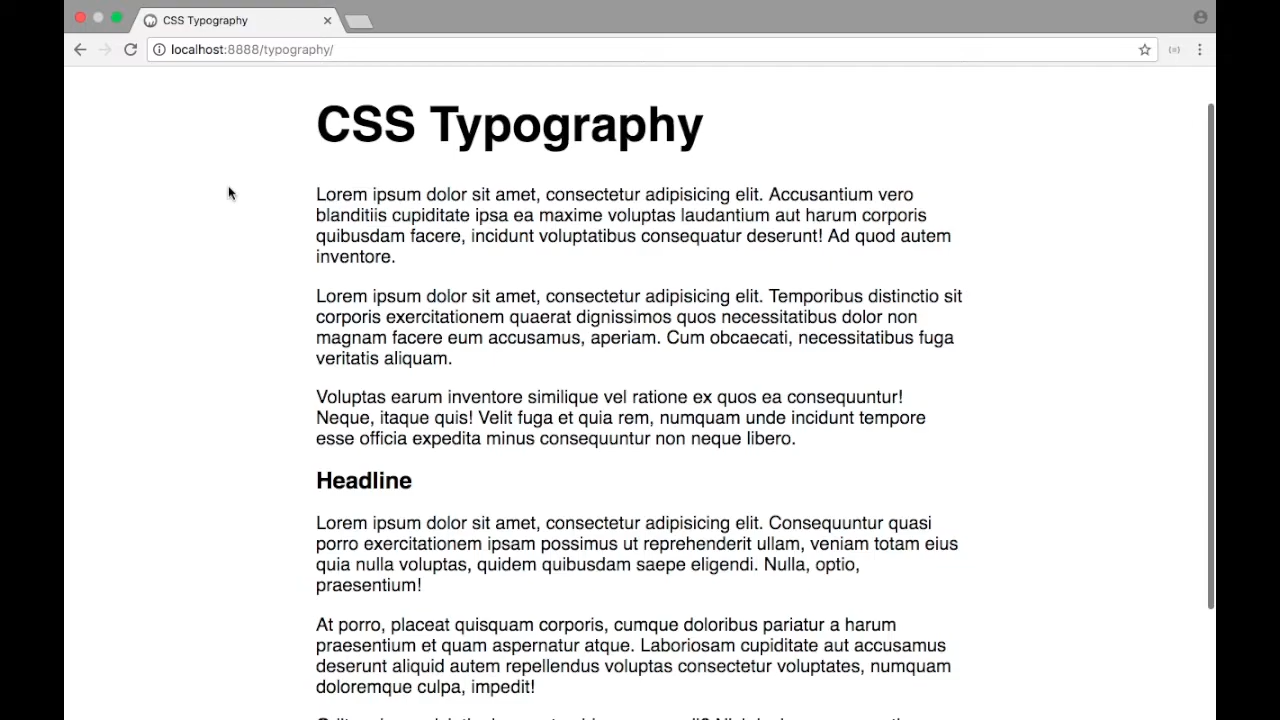 CSS Typography
localhost:8888/typography/
CSS Typography
Lorem ipsum dolor sit amet, consectetur adipisicing elit. Accusantium vero
blanditiis cupiditate ipsa ea maxime voluptas laudantium aut harum corporis
quibusdam facere, incidunt voluptatibus consequatur deserunt! Ad quod autem
inventore.
Lorem ipsum dolor sit amet, consectetur adipisicing elit. Temporibus distinctio sit
corporis exercitationem quaerat dignissimos quos necessitatibus dolor non
magnam facere eum accusamus, aperiam. Cum obcaecati, necessitatibus fuga
veritatis aliquam.
Voluptas earum inventore similique vel ratione ex quos ea consequuntur!
Neque, itaque quis! Velit fuga et quia rem, numquam unde incidunt tempore
esse officia expedita minus consequuntur non neque libero.
Headline
Lorem ipsum dolor sit amet, consectetur adipisicing elit. Consequuntur quasi
porro exercitationem ipsam possimus ut reprehenderit ullam, veniam totam eius
quia nulla voluptas, quidem quibusdam saepe eligendi. Nulla, optio,
praesentium!
At porro, placeat quisquam corporis, cumque doloribus pariatur a harum
praesentium et quam aspernatur atque. Laboriosam cupiditate aut accusamus
deserunt aliquid autem repellendus voluptas consectetur voluptates, numquam
doloremque culpa, impedit!